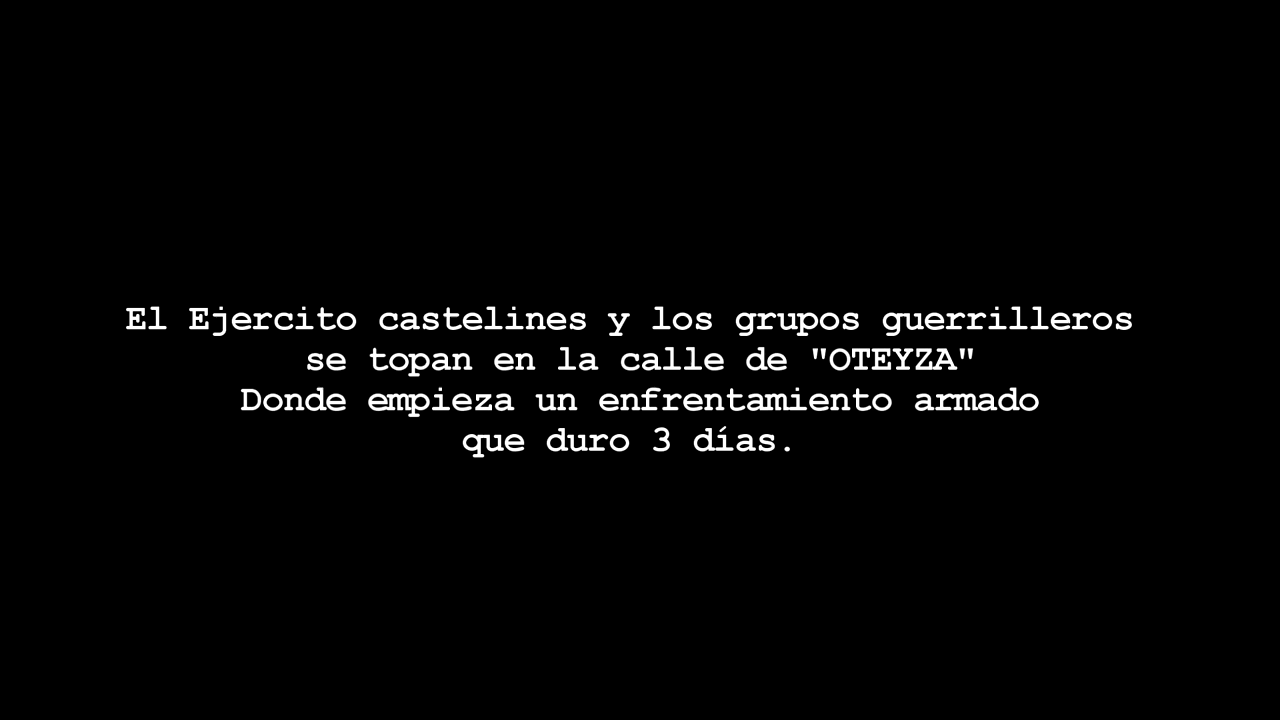 El Ejercito castelines y los grupos guerrilleros
se topan en la calle de "OTEYZA"
Donde empieza un enfrentamiento armado
que duro 3 días.